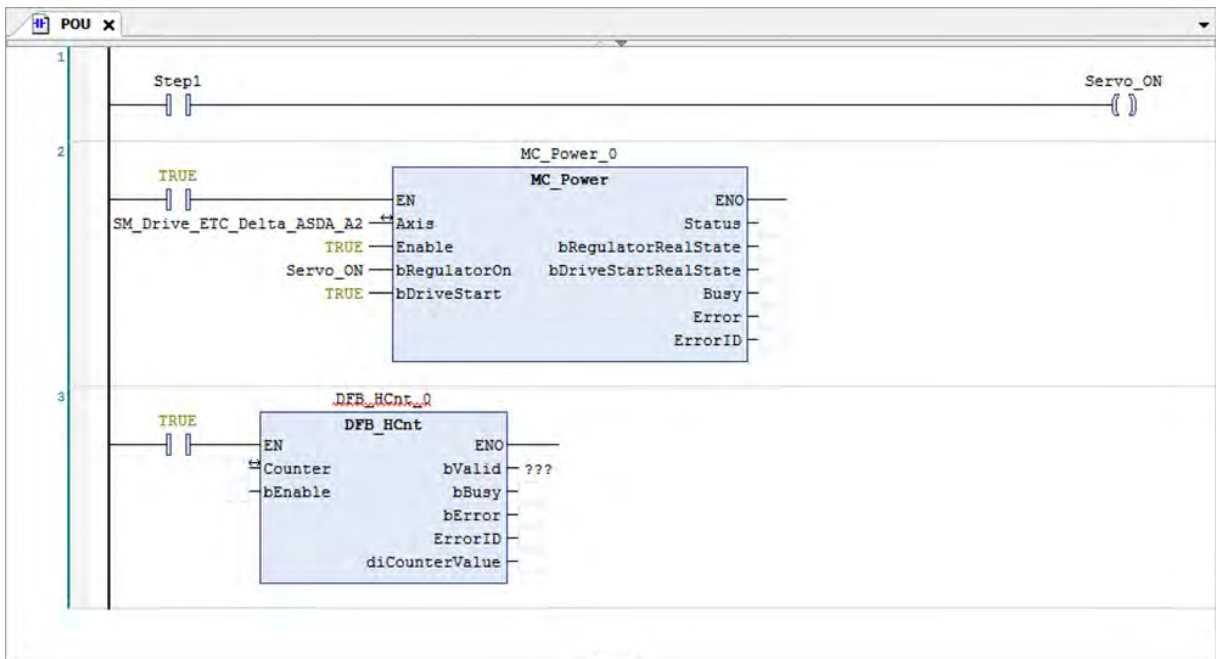 POU
1
Step1
Servo_ON
2
MC_Power_0
TRUE
MC_Power
EN
ENO
SM_Drive_ETC_Delta_ASDA_A2
Axis
Status
TRUE
Enable
bRegulatorRealState
Servo_ON
bRegulatorOn
bDriveStartRealState
TRUE
bDriveStart
Busy
Error
ErrorID
3
DFB_HCnt_0
TRUE
DFB_HCnt
EN
ENO
Counter
bValid
???
bEnable
bBusy
bError
ErrorID
diCounterValue